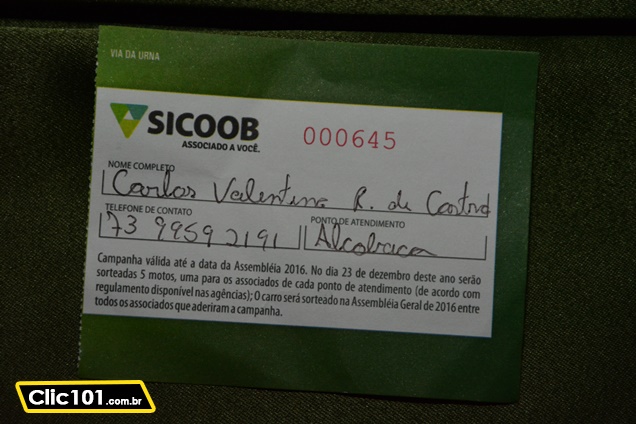 VIA DA URNA
SICOOB
ASSOCIADO A VOCÊ.
000645
NOME COMPLETO
Carlos Valentim R. de Castro
TELEFONE DE CONTATO
PONTO DE ATENDIMENTO
73 9959 2191
Alcobaca
Campanha válida até a data da Assembléia 2016. No dia 23 de dezembro deste ano serão
sorteadas 5 motos, uma para os associados de cada ponto de atendimento (de acordo com
regulamento disponível nas agências); O carro será sorteado na Assembléia Geral de 2016 entre
todos os associados que aderiram a campanha.
Clic101.com.br